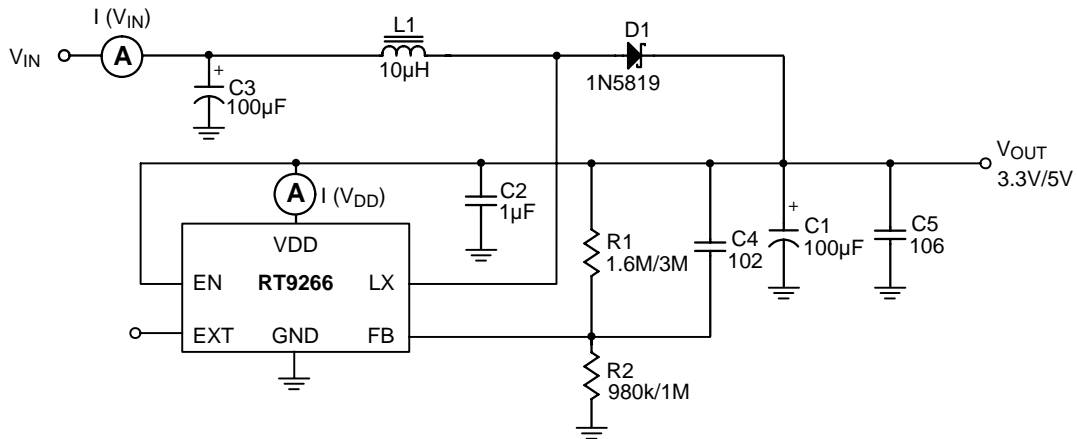 I (VIN)
VIN
A
L1
10µH
D1
1N5819
+
C3
100µF
VOUT
3.3V/5V
A
I (VDD)
C2
1µF
VDD
R1
1.6M/3M
C4
102
+
C1
100µF
C5
106
EN
RT9266
LX
EXT
GND
FB
R2
980k/1M